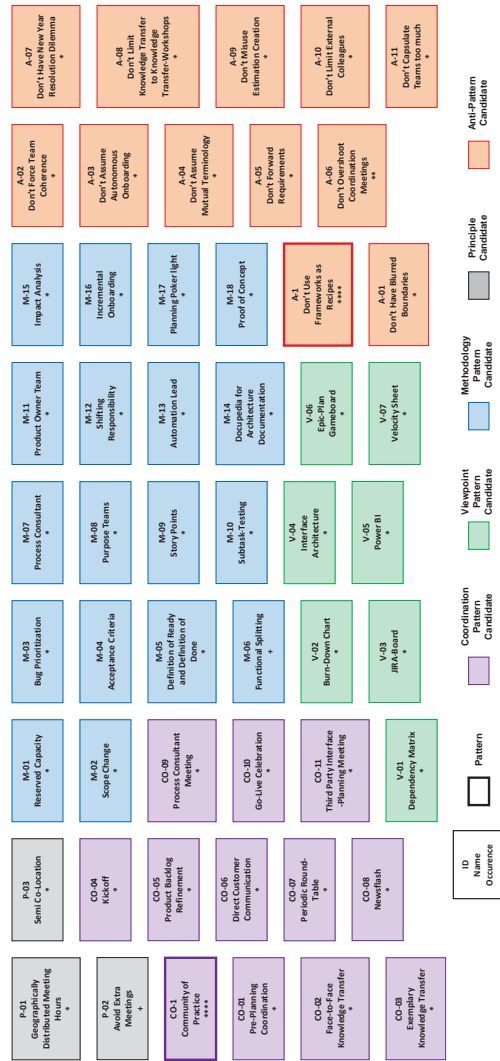 P-01
Geographically
Distributed Meeting
Hours
*
P-02
Avoid Extra
Meetings
+
CO-1
Community of
Practice
****
CO-01
Pre-Planning
Coordination
*
CO-02
Face-to-Face
Knowledge Transfer
*
CO-03
Exemplary
Knowledge Transfer
*
P-03
Semi Co-Location
*
CO-04
Kickoff
*
CO-05
Product Backlog
Refinement
*
CO-06
Direct Customer
Communication
*
CO-07
Periodic Round-
Table
*
CO-08
Newsflash
*
M-01
Reserved Capacity
*
M-02
Scope Change
*
CO-09
Process Consultant
Meeting
*
CO-10
Go-Live Celebration
*
CO-11
Third Party Interface
-Planning Meeting
*
V-01
Dependency Matrix
*
M-03
Bug Prioritization
*
M-04
Acceptance Criteria
*
M-05
Definition of Ready
and Definition of
Done
*
M-06
Functional Splitting
+
V-02
Burn-Down Chart
*
V-03
JIRA-Board
*
M-07
Process Consultant
*
M-08
Purpose Teams
*
M-09
Story Points
*
M-10
Subtask-Testing
*
V-04
Interface
Architecture
*
V-05
Power BI
*
M-11
Product Owner Team
*
M-12
Shifting
Responsibility
*
M-13
Automation Lead
*
M-14
Docupedia for
Architecture
Documentation
*
V-06
Epic-Plan
Gameboard
*
V-07
Velocity Sheet
*
M-15
Impact Analysis
*
M-16
Incremental
Onboarding
*
M-17
Planning Poker light
*
M-18
Proof of Concept
*
A-1
Don't Use
Frameworks as
Recipes
****
A-01
Don't Have Blurred
Boundaries
*
A-02
Don't Force Team
Coherence
*
A-03
Don't Assume
Autonomous
Onboarding
*
A-04
Don't Assume
Mutual Terminology
*
A-05
Don't Forward
Requirements
*
A-06
Don't Overshoot
Coordination
Meetings
**
A-07
Don't Have New Year
Resolution Dilemma
*
A-08
Don't Limit
Knowledge Transfer
to Knowledge
Transfer-Workshops
*
A-09
Don't Misuse
Estimation Creation
*
A-10
Don't Limit External
Colleagues
*
A-11
Don't Capsulate
Teams too much
*
ID
Name
Occurence
Pattern
Coordination
Pattern
Candidate
Viewpoint
Pattern
Candidate
Methodology
Pattern
Candidate
Principle
Candidate
Anti-Pattern
Candidate